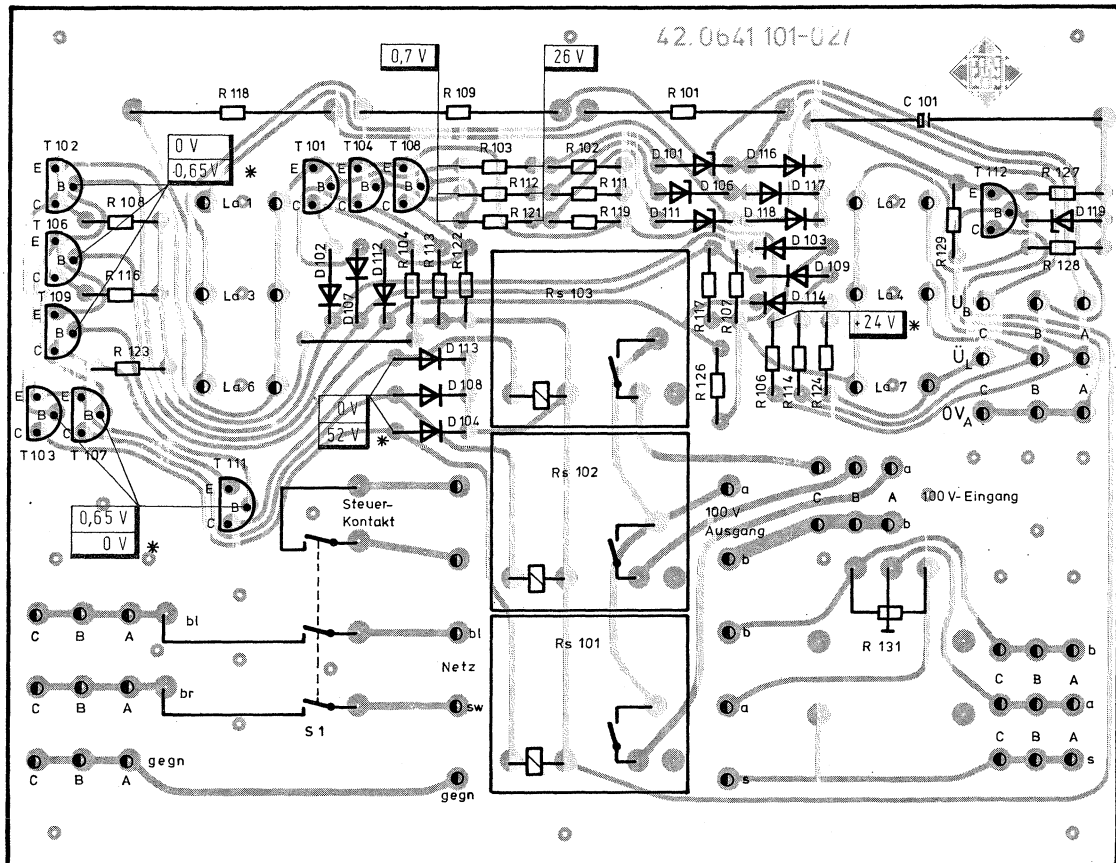 42.0641 101-027
0,7 V
26 V
R 118
R 109
R 101
C 101
T 102
0 V
0,65 V
*
T 101
T 104
T 108
R 103
R 102
D 101
D 116
T 112
R 127
E
B
C
R 108
La 1
R 112
R 111
D 106
D 117
La 2
R 129
D 119
R 121
R 119
D 111
D 118
R 128
T 106
E
B
C
R 116
D 102
D 107
D 112
R 104
R 113
R 122
D 103
D 109
D 114
T 109
E
B
C
La 3
Rs 103
R 117
R 107
La 4
+24 V
*
U B
C
B
A
R 123
D 113
Ü L
C
B
A
La 6
D 108
R 126
R 106
R 114
R 124
La 7
0V A
C
B
A
0 V
52 V
*
D 104
E
B
C
T 103
T 107
T 111
E
B
C
Rs 102
a
C
B
A
a
100 V-Eingang
Steuer-
Kontakt
100 V
Ausgang
b
0,65 V
0 V
*
b
C
B
A
bl
bl
Rs 101
b
R 131
b
Netz
C
B
A
br
sw
a
a
C
B
A
S 1
C
B
A
gegn
s
s
C
B
A
gegn